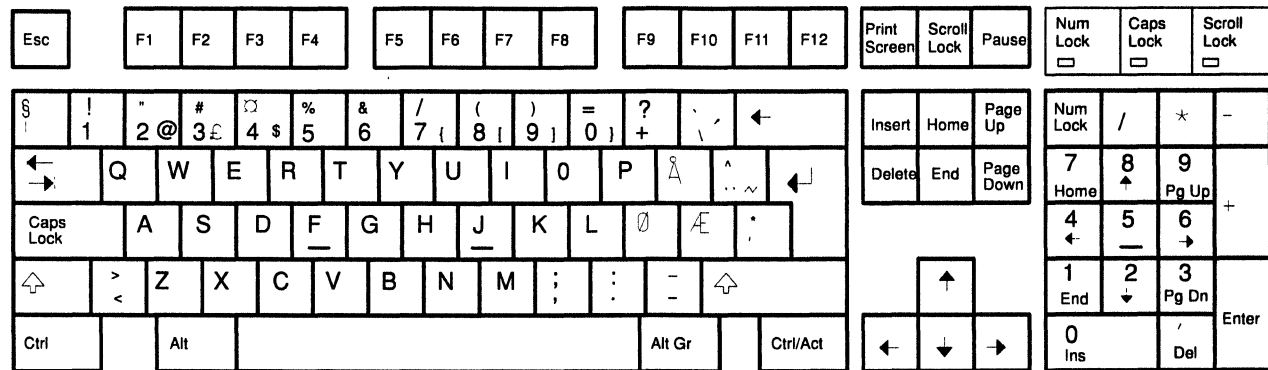 Esc F1 F2 F3 F4 F5 F6 F7 F8 F9 F10 F11 F12 Print Screen Scroll Lock Pause Num Lock Caps Lock Scroll Lock
§ ! " # ¤ % & / ( ) = ? ` Insert Home Page Up Num Lock / * -
1 2 @ 3 £ 4 $ 5 6 7 { 8 [ 9 ] 0 } + \ ´
Q W E R T Y U I 0 P Å ^ ¨ ~ Delete End Page Down 7 Home 8 9 Pg Up +
Caps Lock A S D F G H J K L Ø Æ * ' 4 5 6
> < Z X C V B N M ; , : . _ - 1 End 2 3 Pg Dn Enter
Ctrl Alt Alt Gr Ctrl/Act 0 Ins , Del